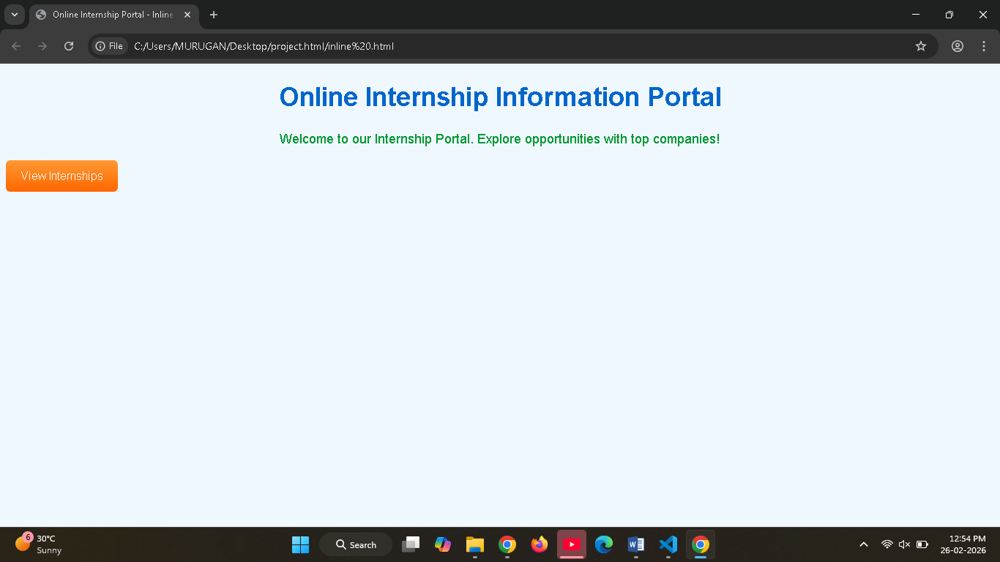 Online Internship Portal - Inline
File
C:/Users/MURUGAN/Desktop/project.html/inline%20.html
Online Internship Information Portal
Welcome to our Internship Portal. Explore opportunities with top companies!
View Internships
6
30°C
Sunny
Search
12:54 PM
26-02-2026